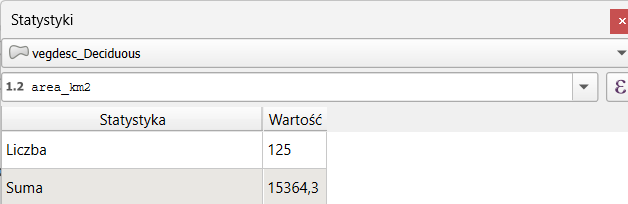 Statystyki
vegdesc_Deciduous
1.2 area_km2
ε
Statystyka Wartość
Liczba 125
Suma 15364,3